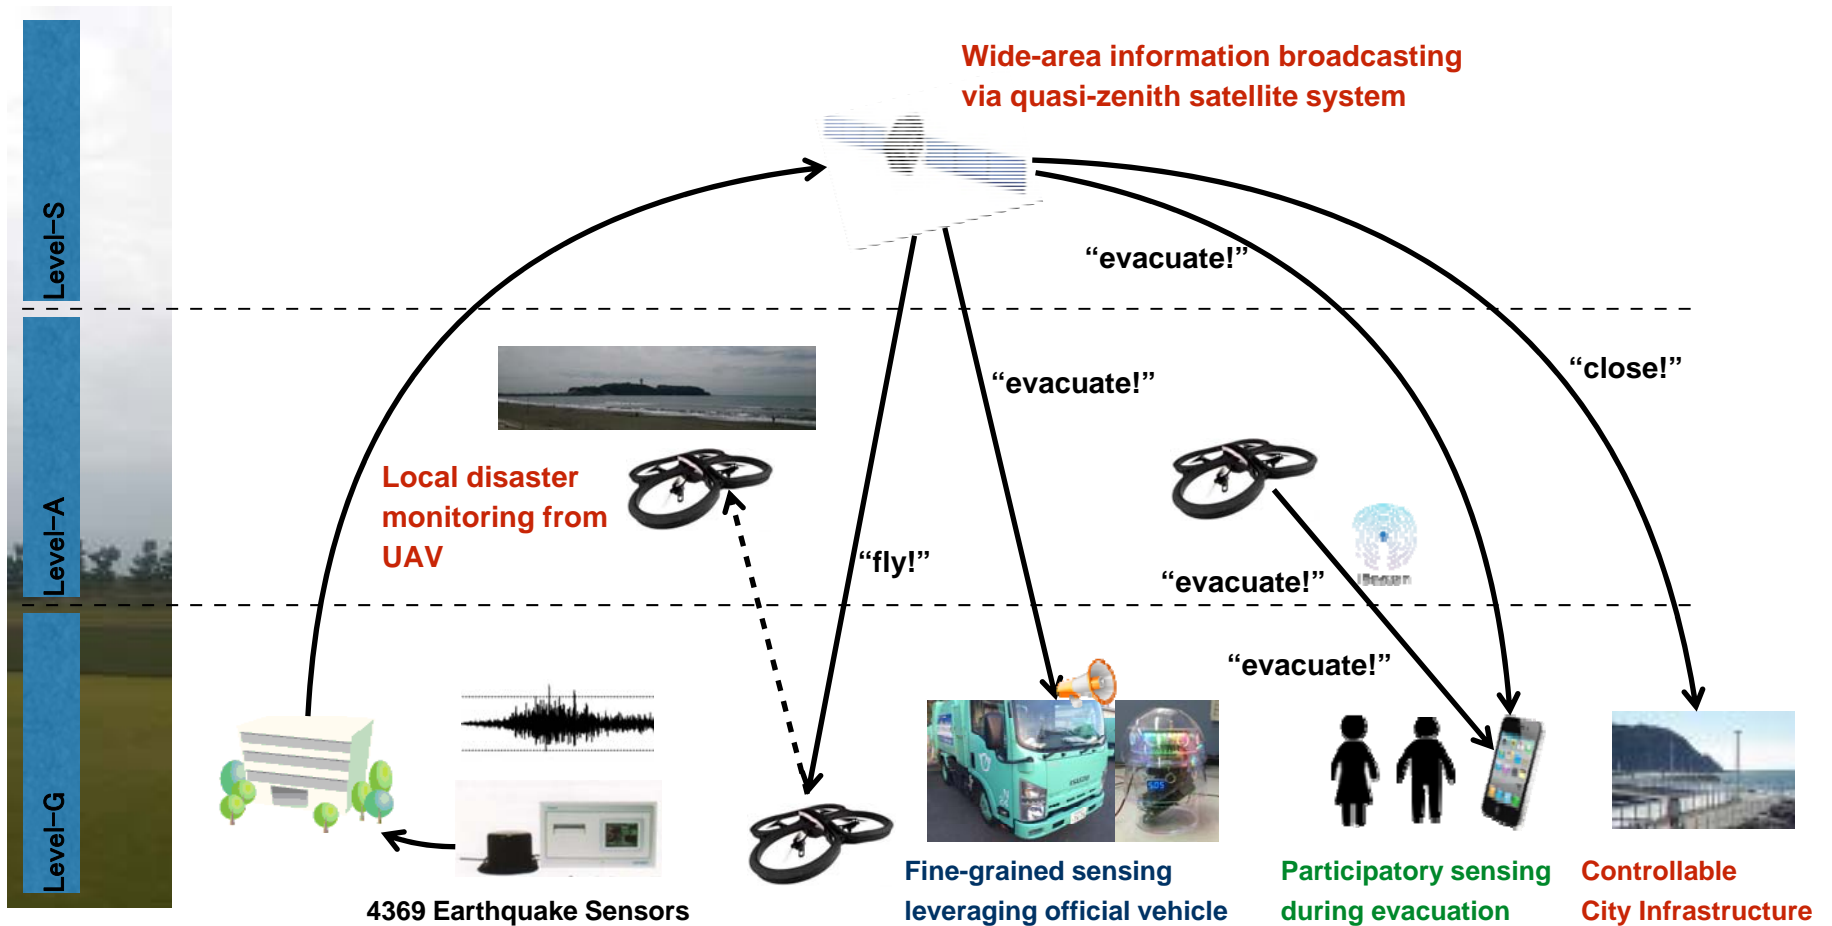 Wide-area information broadcasting
via quasi-zenith satellite system
Level-S
“evacuate!”
“close!”
“evacuate!”
Local disaster
monitoring from
UAV
Level-A
“fly!”
“evacuate!”
“evacuate!”
Level-G
ISUZU
SOS
Fine-grained sensing
leveraging official vehicle
Participatory sensing
during evacuation
Controllable
City Infrastructure
4369 Earthquake Sensors